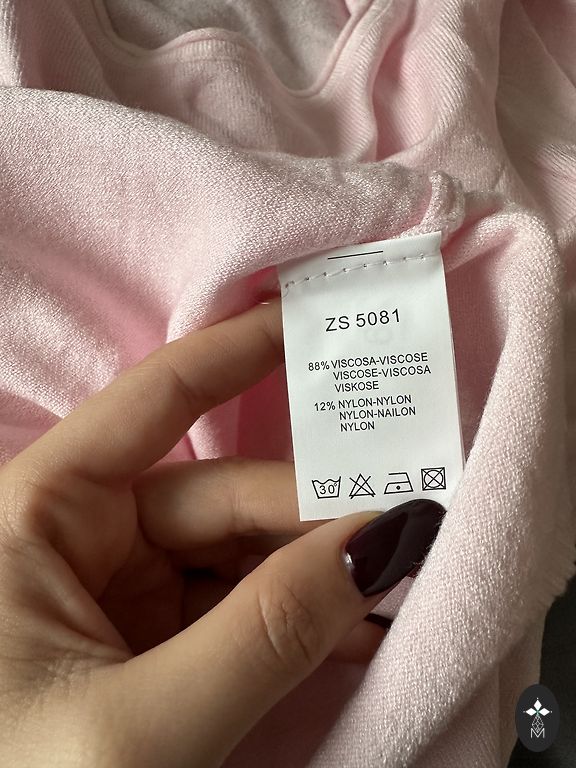 ZS 5081
88% VISCOSA-VISCOSE
VISCOSE-VISCOSA
VISKOSE
12% NYLON-NYLON
NYLON-NAILON
NYLON
30
M